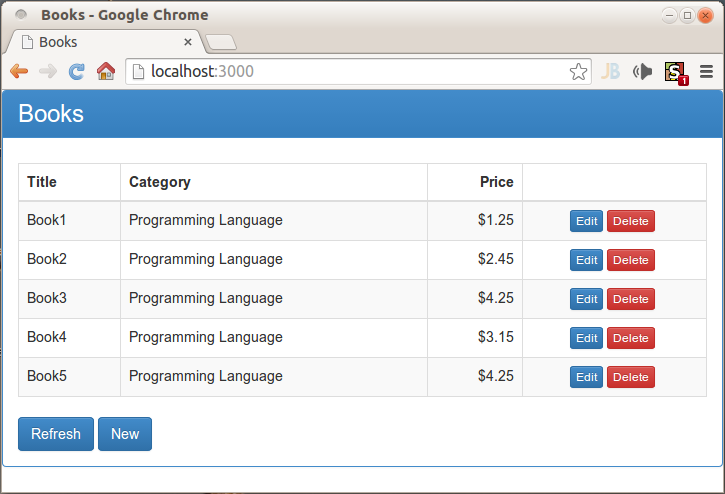 Books - Google Chrome
Books
localhost:3000
JB S 1
Books
Title Category Price
Book1 Programming Language $1.25 Edit Delete
Book2 Programming Language $2.45 Edit Delete
Book3 Programming Language $4.25 Edit Delete
Book4 Programming Language $3.15 Edit Delete
Book5 Programming Language $4.25 Edit Delete
Refresh New